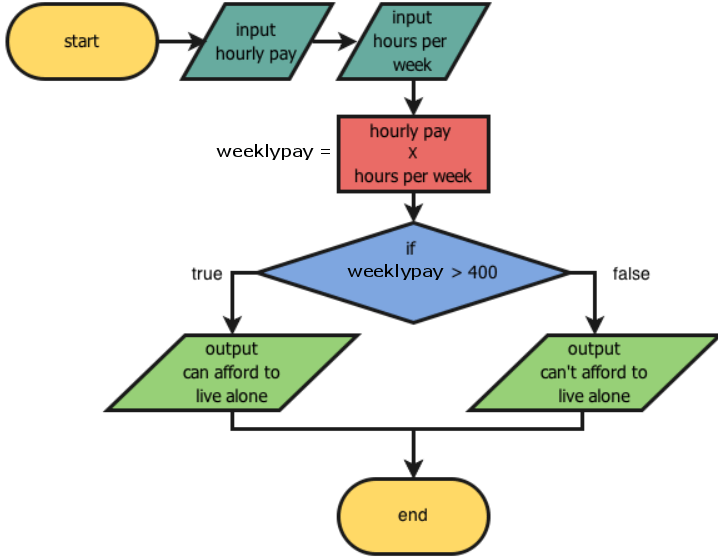 start
input
hourly pay
input
hours per
week
weeklypay =
hourly pay
X
hours per week
if
weeklypay > 400
true
false
output
can afford to
live alone
output
can't afford to
live alone
end